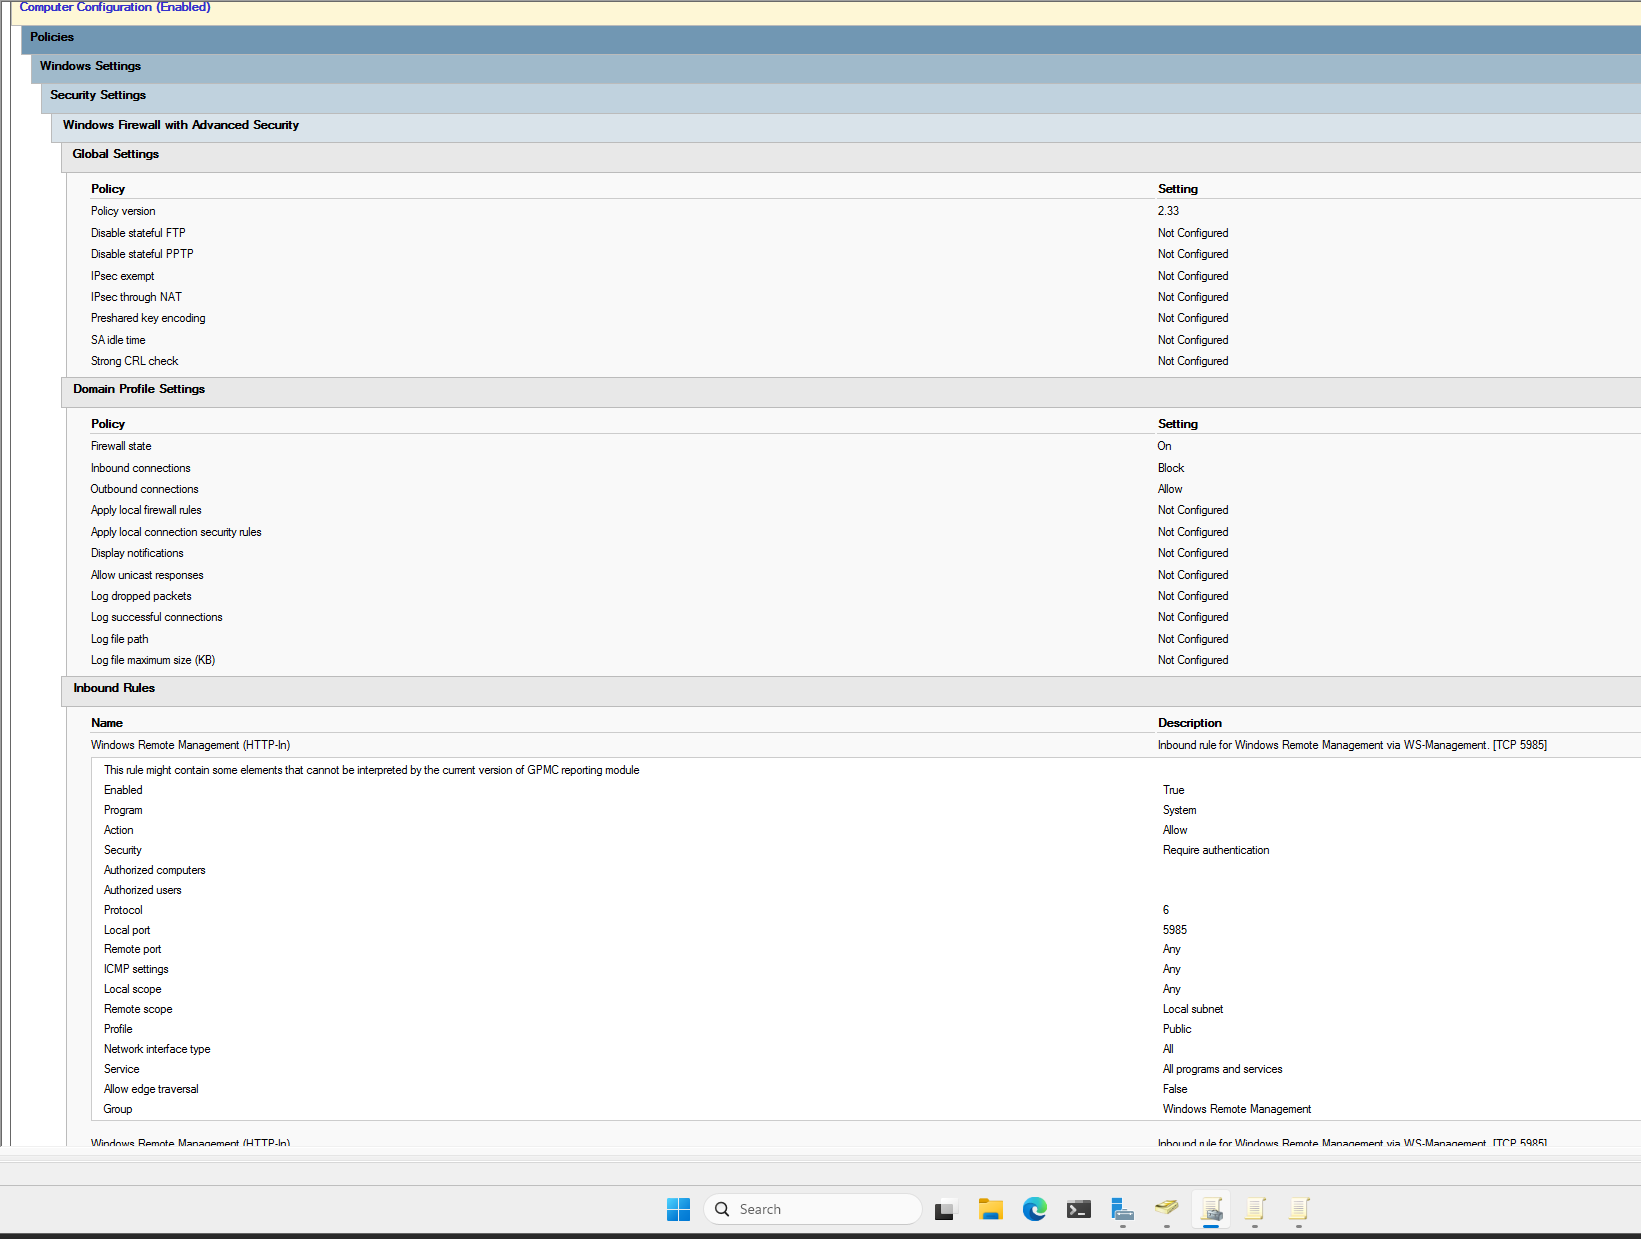 Computer Configuration (Enabled)
Policies
Windows Settings
Security Settings
Windows Firewall with Advanced Security
Global Settings
Policy Setting
Policy version 2.33
Disable stateful FTP Not Configured
Disable stateful PPTP Not Configured
IPsec exempt Not Configured
IPsec through NAT Not Configured
Preshared key encoding Not Configured
SA idle time Not Configured
Strong CRL check Not Configured
Domain Profile Settings
Policy Setting
Firewall state On
Inbound connections Block
Outbound connections Allow
Apply local firewall rules Not Configured
Apply local connection security rules Not Configured
Display notifications Not Configured
Allow unicast responses Not Configured
Log dropped packets Not Configured
Log successful connections Not Configured
Log file path Not Configured
Log file maximum size (KB) Not Configured
Inbound Rules
Name Description
Windows Remote Management (HTTP-In) Inbound rule for Windows Remote Management via WS-Management. [TCP 5985]
This rule might contain some elements that cannot be interpreted by the current version of GPMC reporting module
Enabled True
Program System
Action Allow
Security Require authentication
Authorized computers
Authorized users
Protocol 6
Local port 5985
Remote port Any
ICMP settings Any
Local scope Any
Remote scope Local subnet
Profile Public
Network interface type All
Service All programs and services
Allow edge traversal False
Group Windows Remote Management
Windows Remote Management (HTTP-In) Inbound rule for Windows Remote Management via WS-Management. [TCP 5985]
Search